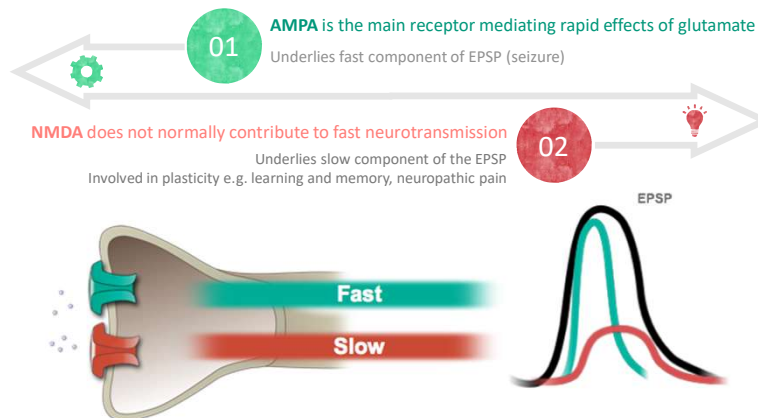 01
AMPA is the main receptor mediating rapid effects of glutamate
Underlies fast component of EPSP (seizure)
NMDA does not normally contribute to fast neurotransmission
02
Underlies slow component of the EPSP
Involved in plasticity e.g. learning and memory, neuropathic pain
EPSP
Fast
Slow